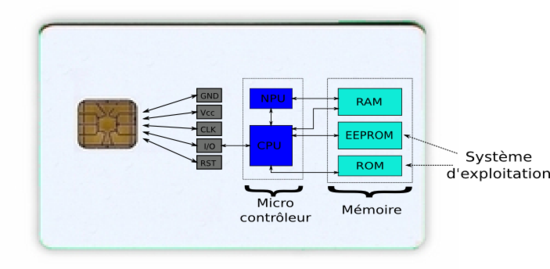 GND
Vcc
CLK
I/O
RST
NPU
CPU
RAM
EEPROM
ROM
Micro
contrôleur
Mémoire
Système
d'exploitation